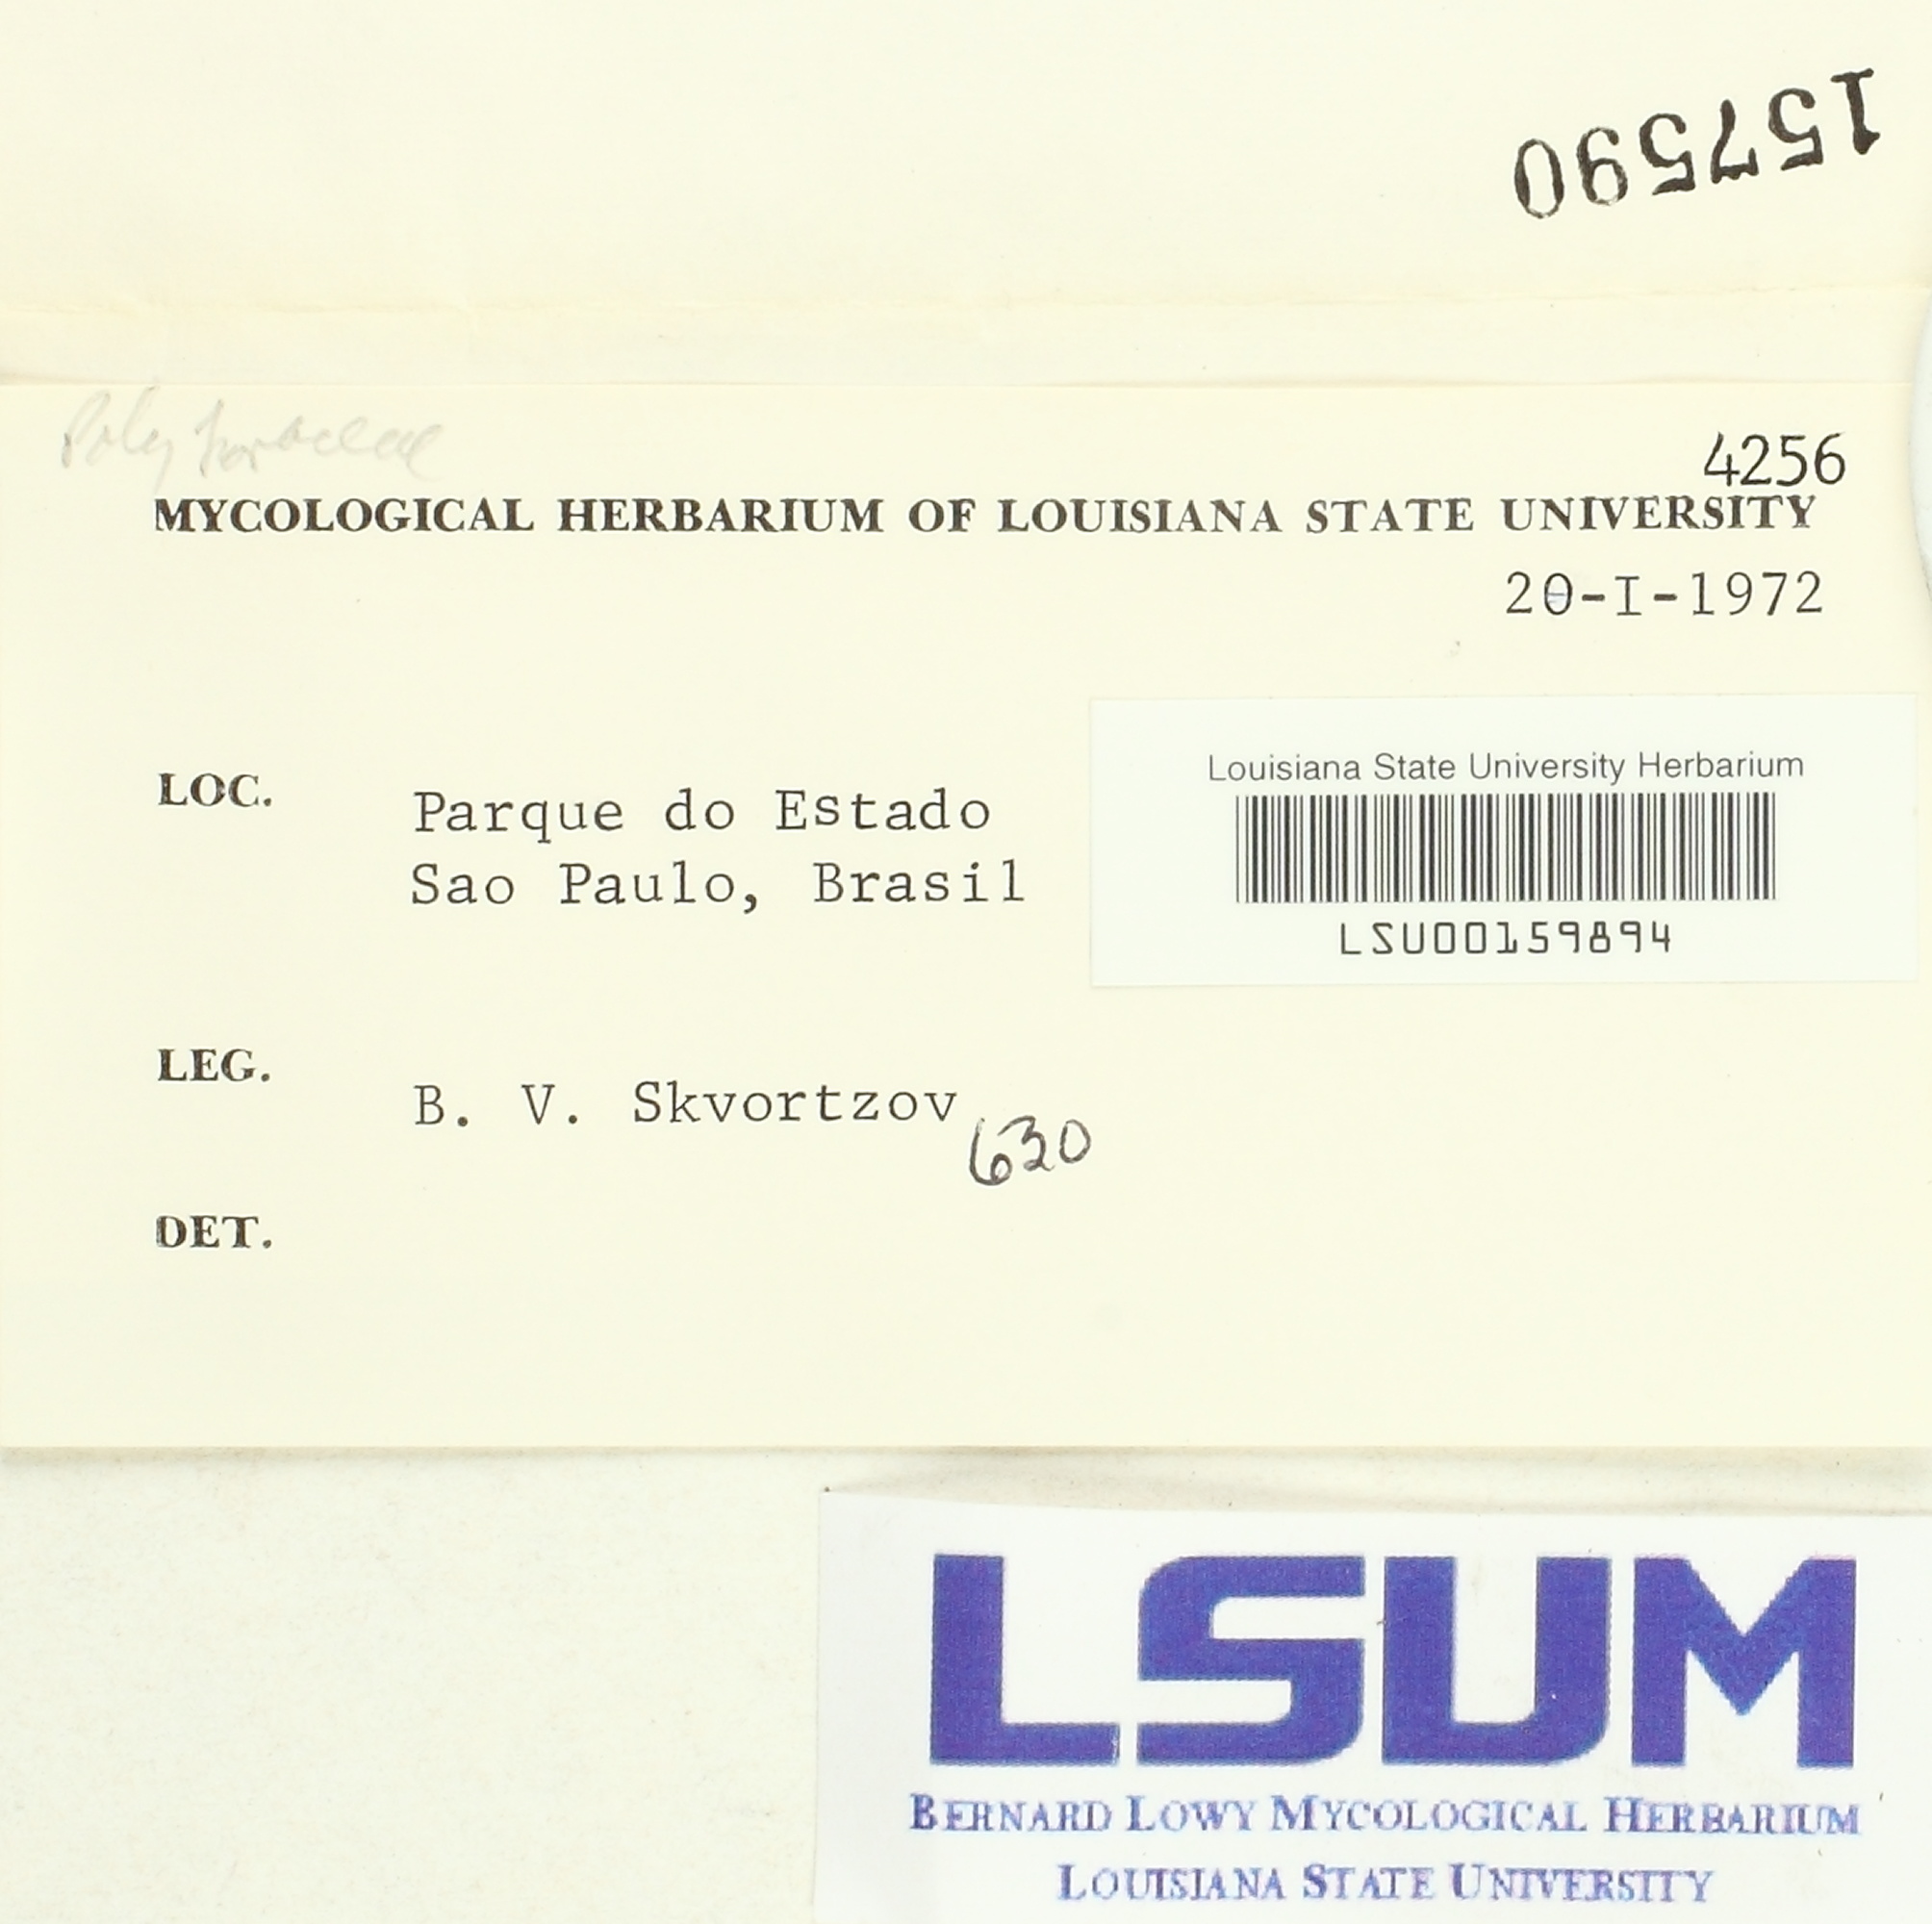 157590
Polyporaceae
4256
MYCOLOGICAL HERBARIUM OF LOUISIANA STATE UNIVERSITY
20-I-1972
Louisiana State University Herbarium
LSU00159894
LOC. Parque do Estado
Sao Paulo, Brasil
LEG. B. V. Skvortzov 630
DET.
LSUM
BERNARD LOWY MYCOLOGICAL HERBARIUM
LOUISIANA STATE UNIVERSITY